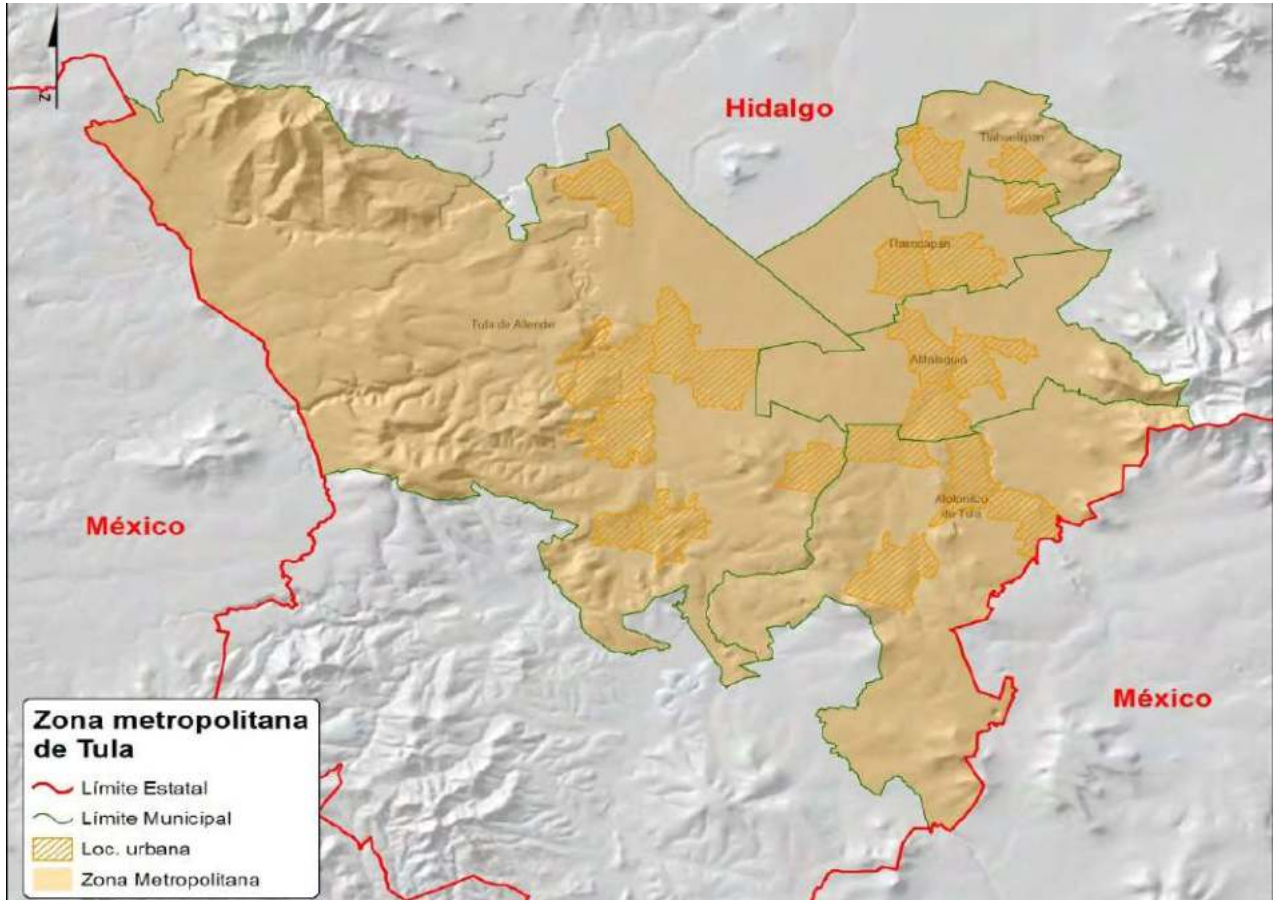 N
Hidalgo
Tlahuelilpan
Tlaxcoapan
Tula de Allende
Atitalaquia
Atotonilco
de Tula
México
México
Zona metropolitana
de Tula
Límite Estatal
Límite Municipal
Loc. urbana
Zona Metropolitana